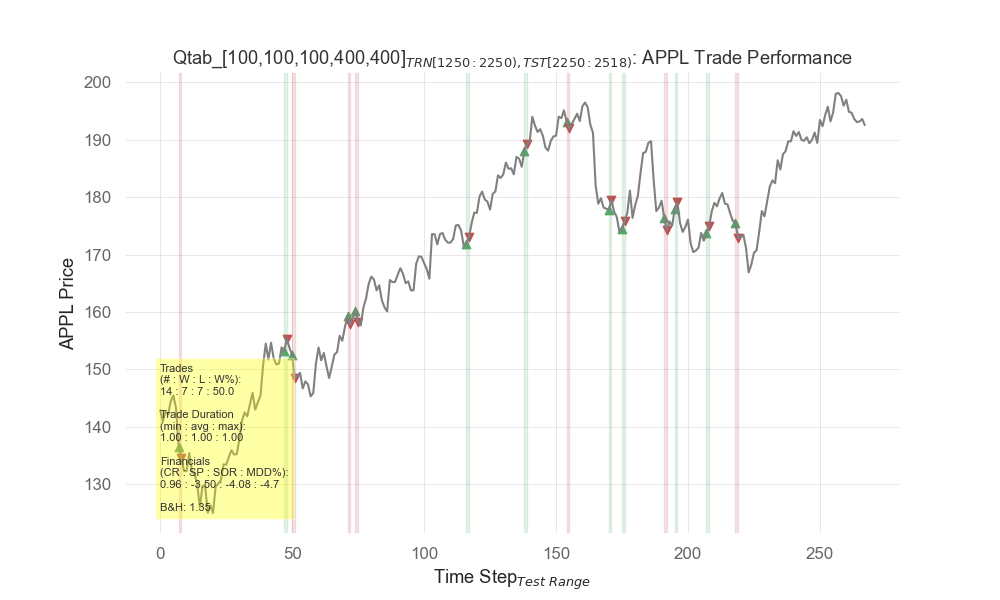 Qtab_[100,100,100,400,400]TRN[1250:2250),TST[2250:2518): APPL Trade Performance
200
190
180
170
160
150
140
130
APPL Price
Trades
(# : W : L : W%):
14 : 7 : 7 : 50.0
Trade Duration
(min : avg : max):
1.00 : 1.00 : 1.00
Financials
(CR : SP : SOR : MDD%):
0.96 : -3.50 : -4.08 : -4.7
B&H: 1.35
0 50 100 150 200 250
Time StepTest Range